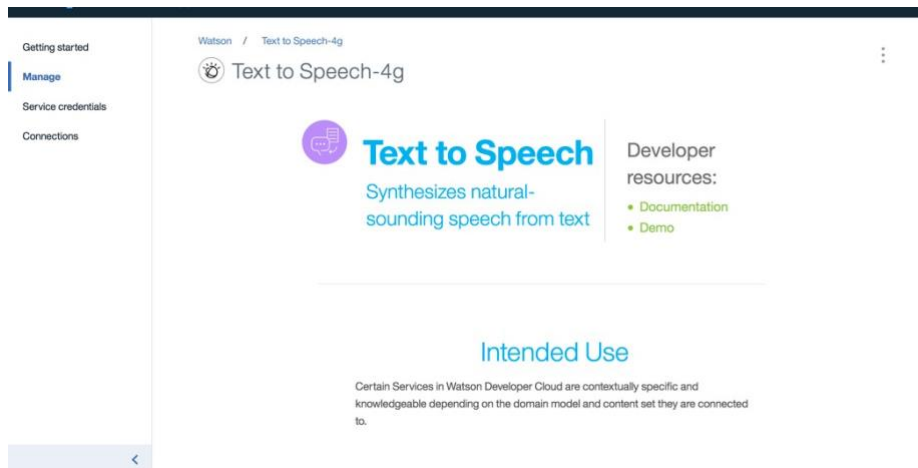 Getting started
Manage
Service credentials
Connections
Watson / Text to Speech-4g
Text to Speech-4g
Text to Speech
Synthesizes natural-
sounding speech from text
Developer
resources:
• Documentation
• Demo
Intended Use
Certain Services in Watson Developer Cloud are contextually specific and
knowledgeable depending on the domain model and content set they are connected
to.